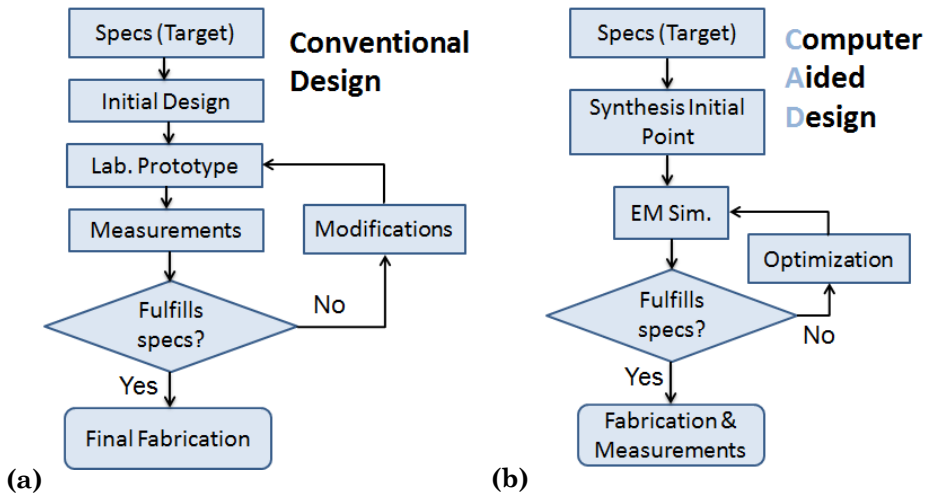 Specs (Target)
Conventional
Design
Initial Design
Lab. Prototype
Measurements
Modifications
Fulfills
specs?
No
Yes
Final Fabrication
(a)
Specs (Target)
Computer
Aided
Design
Synthesis Initial
Point
EM Sim.
Optimization
Fulfills
specs?
No
Yes
Fabrication &
Measurements
(b)